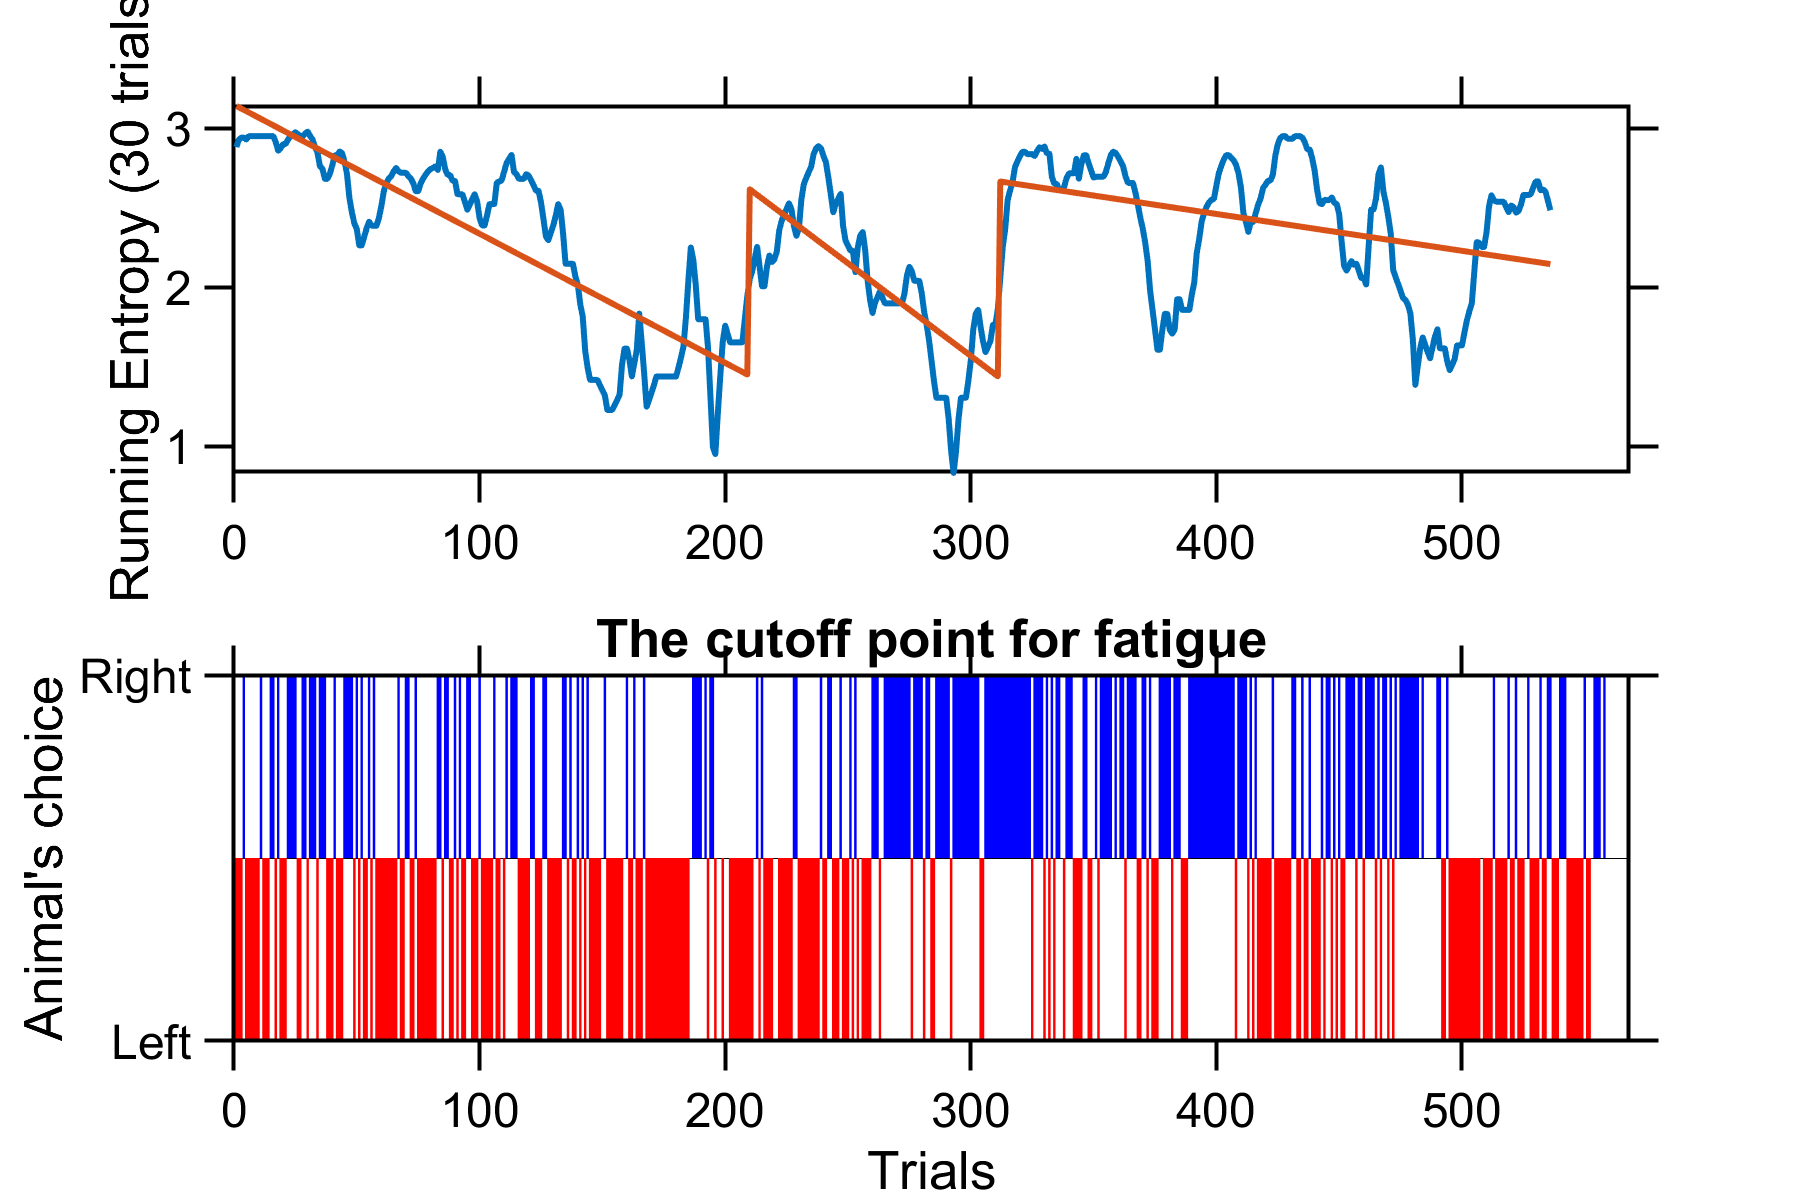 Running Entropy (30 trials
3
2
1
0 100 200 300 400 500
The cutoff point for fatigue
Animal's choice
Right
Left
0 100 200 300 400 500
Trials